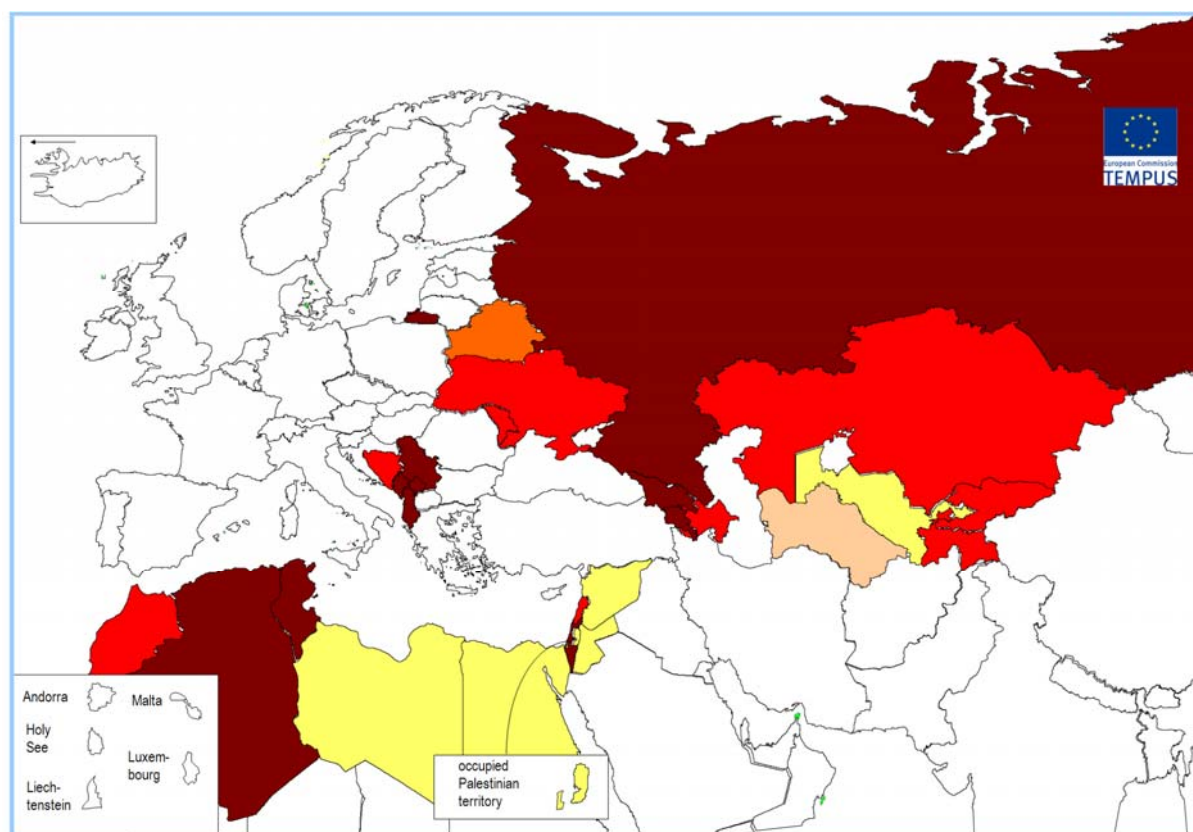 European Commission
TEMPUS
Andorra
Malta
Holy
See
Luxem-
bourg
Liech-
tenstein
occupied
Palestinian
territory